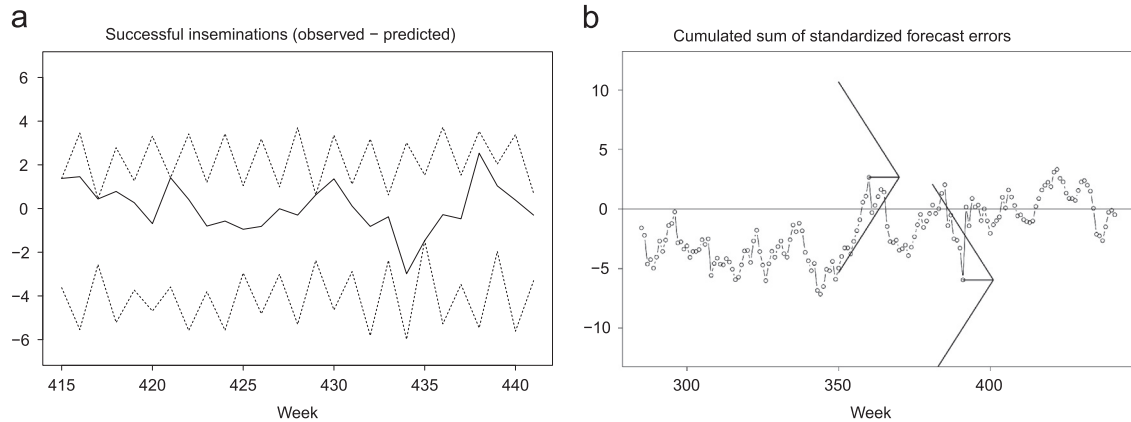 a
Successful inseminations (observed − predicted)
6
4
2
0
−2
−4
−6
415 420 425 430 435 440
Week
b
Cumulated sum of standardized forecast errors
10
5
0
−5
−10
300 350 400
Week